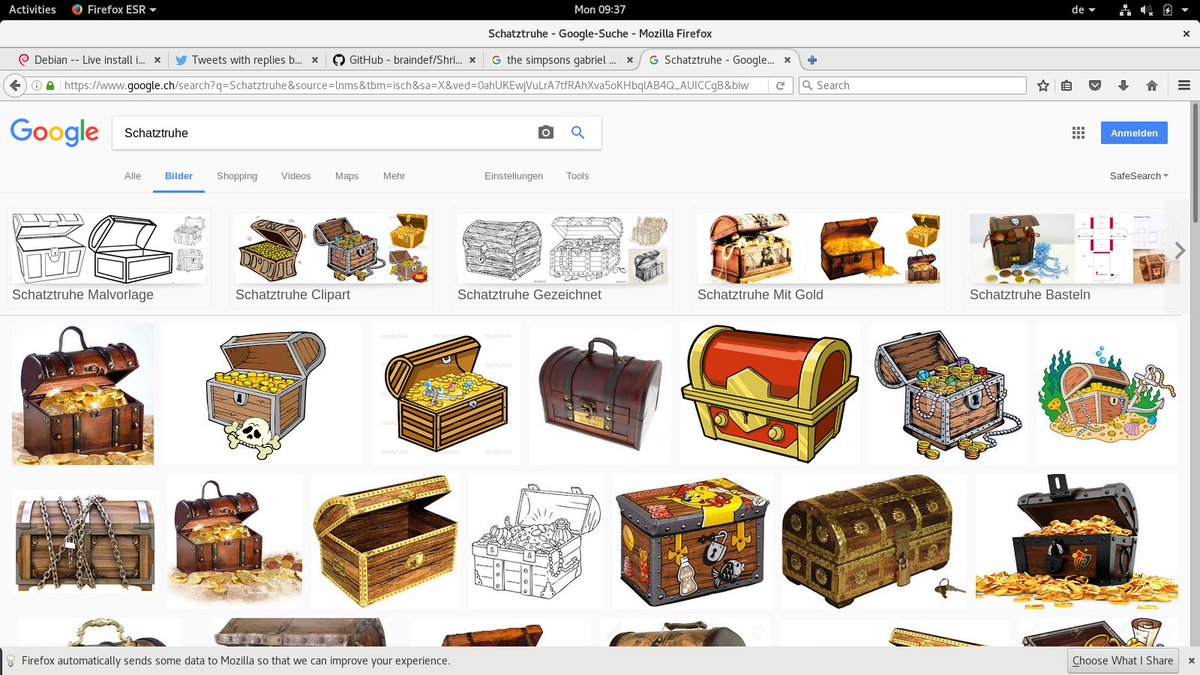 Activities Firefox ESR Mon 09:37 de
Schatztruhe - Google-Suche - Mozilla Firefox
Debian -- Live install i... Tweets with replies b... GitHub - braindef/Shri... the simpsons gabriel ... Schatztruhe - Google...
https://www.google.ch/search?q=Schatztruhe&source=lnms&tbm=isch&sa=X&ved=0ahUKEwjVuLrA7tfRAhXva5oKHbqlAB4Q_AUICCgB&biw Search
Google Schatztruhe Anmelden
Alle Bilder Shopping Videos Maps Mehr Einstellungen Tools SafeSearch
Schatztruhe Malvorlage Schatztruhe Clipart Schatztruhe Gezeichnet Schatztruhe Mit Gold Schatztruhe Basteln
Firefox automatically sends some data to Mozilla so that we can improve your experience. Choose What I Share